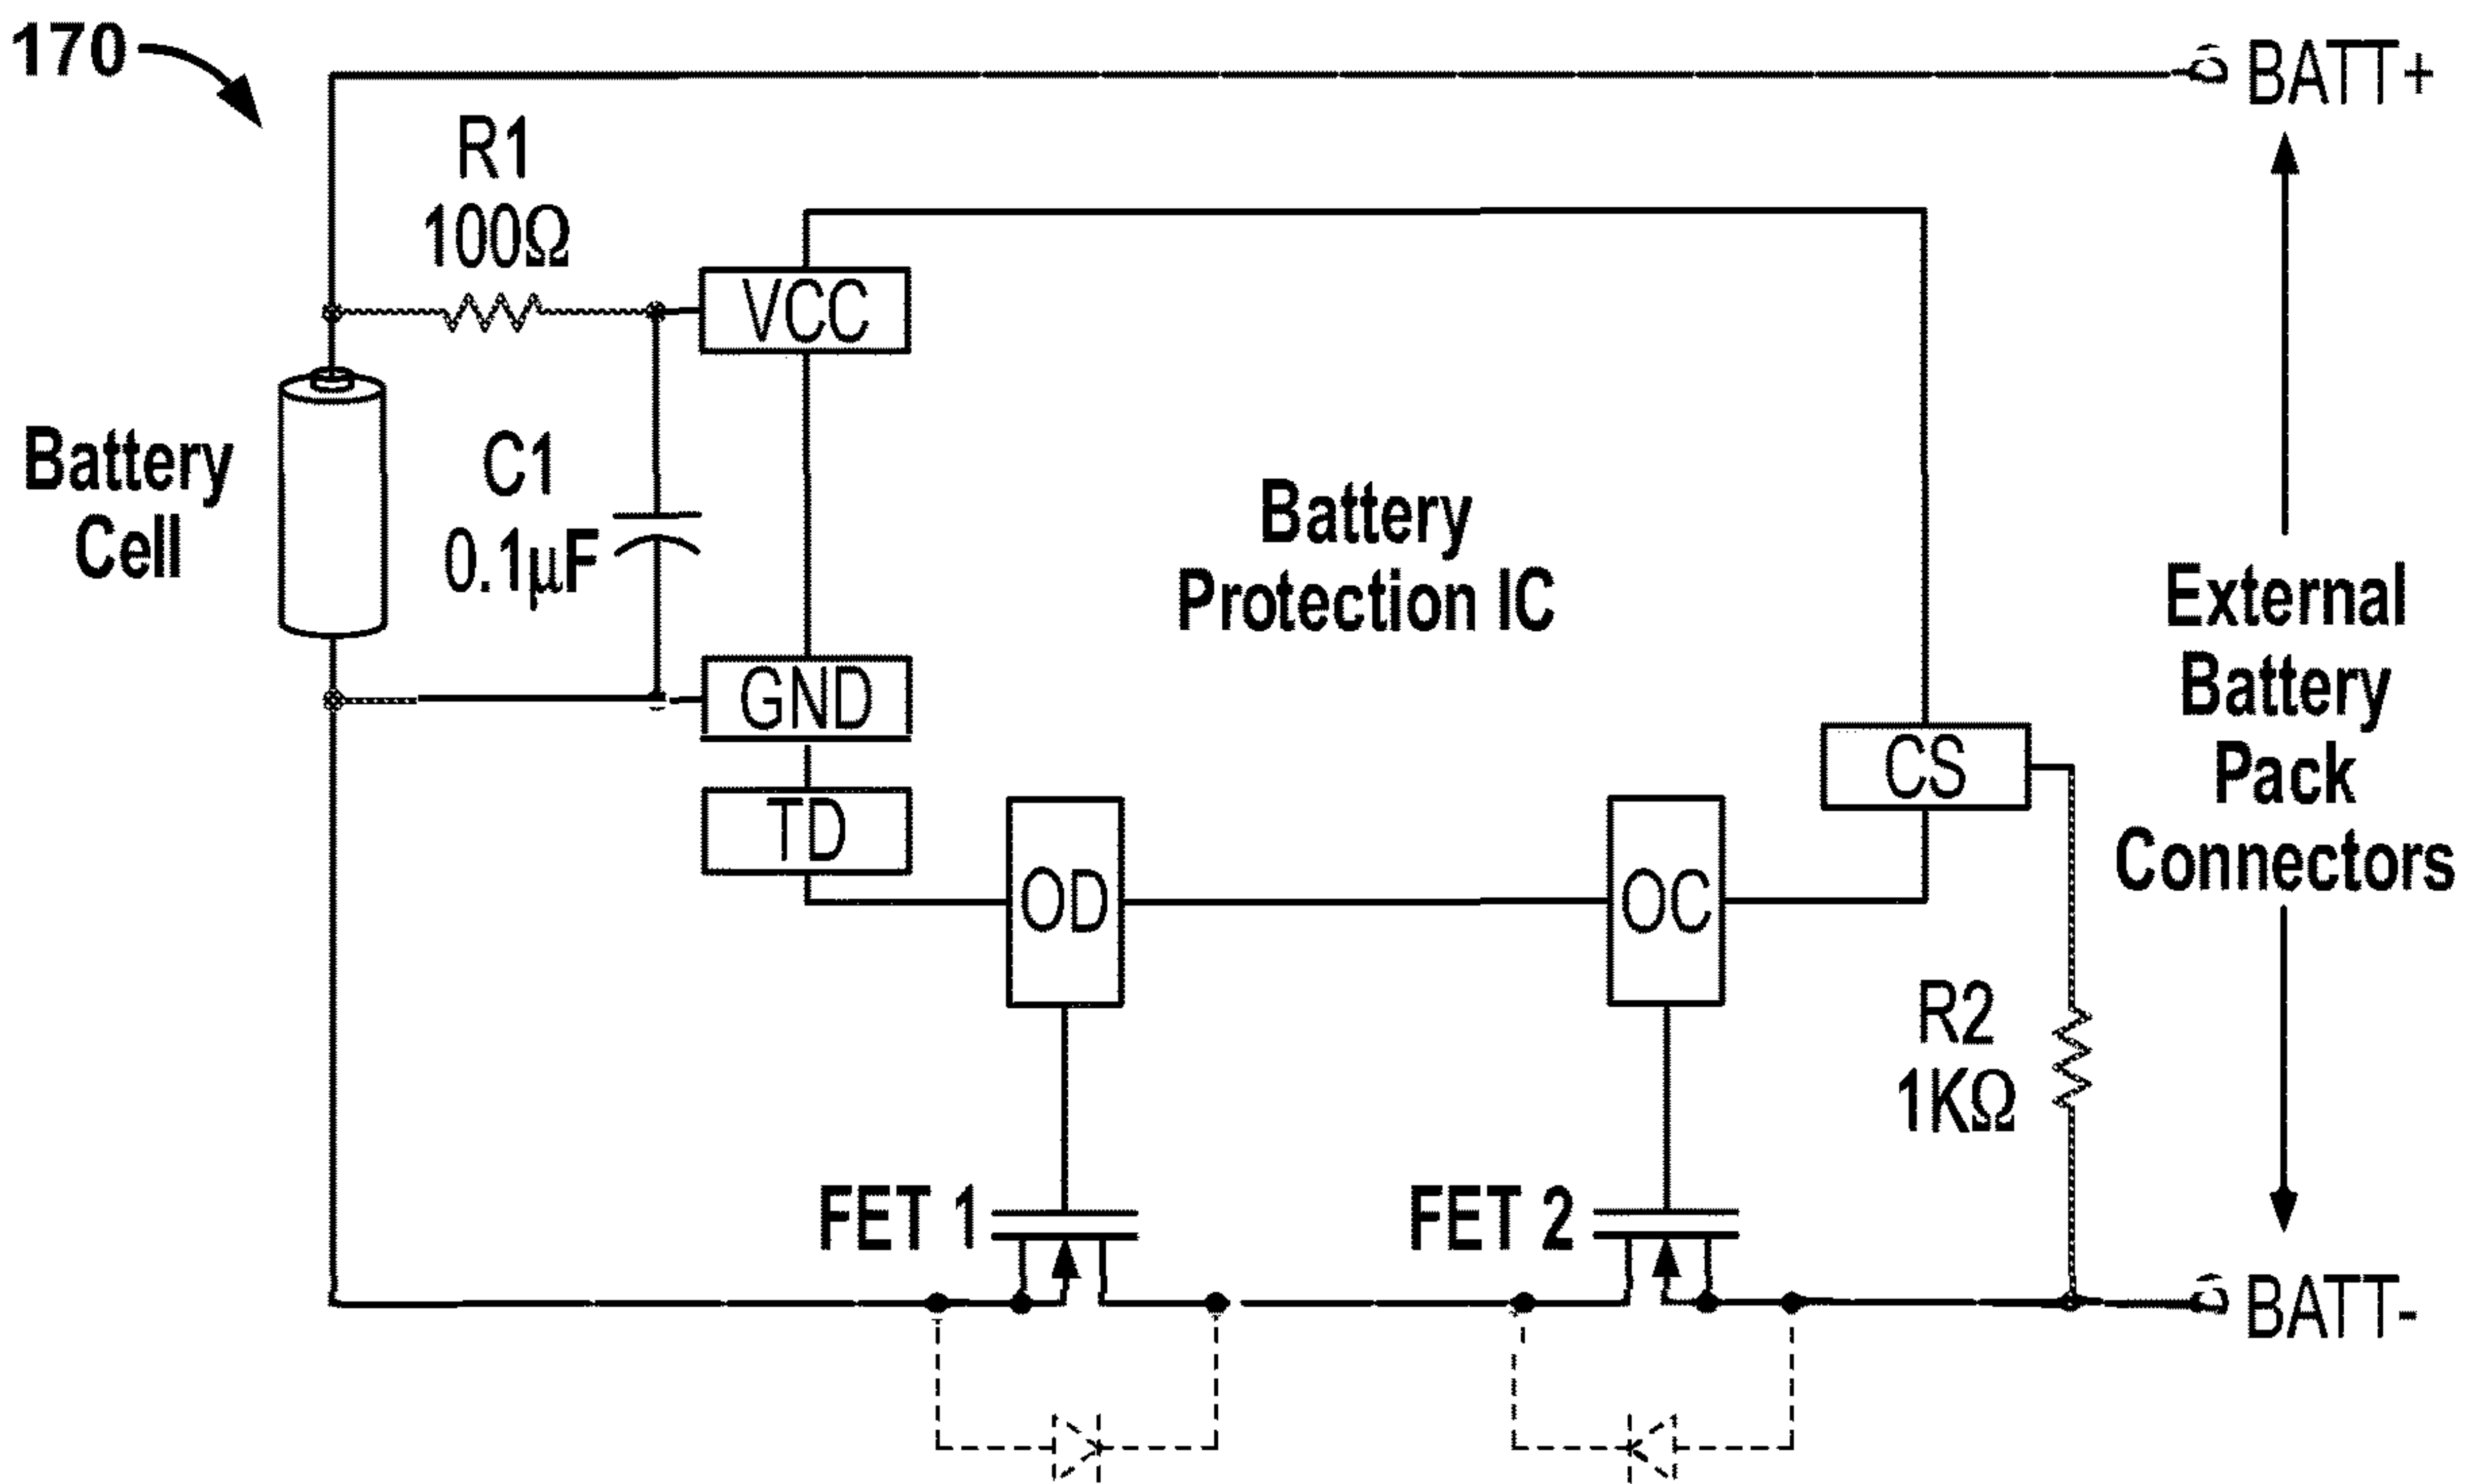 170
BATT+
R1
100Ω
VCC
Battery
Cell
C1
0.1µF
Battery
Protection IC
External
Battery
Pack
Connectors
GND
TD
CS
OD
OC
R2
1KΩ
FET 1
FET 2
BATT-